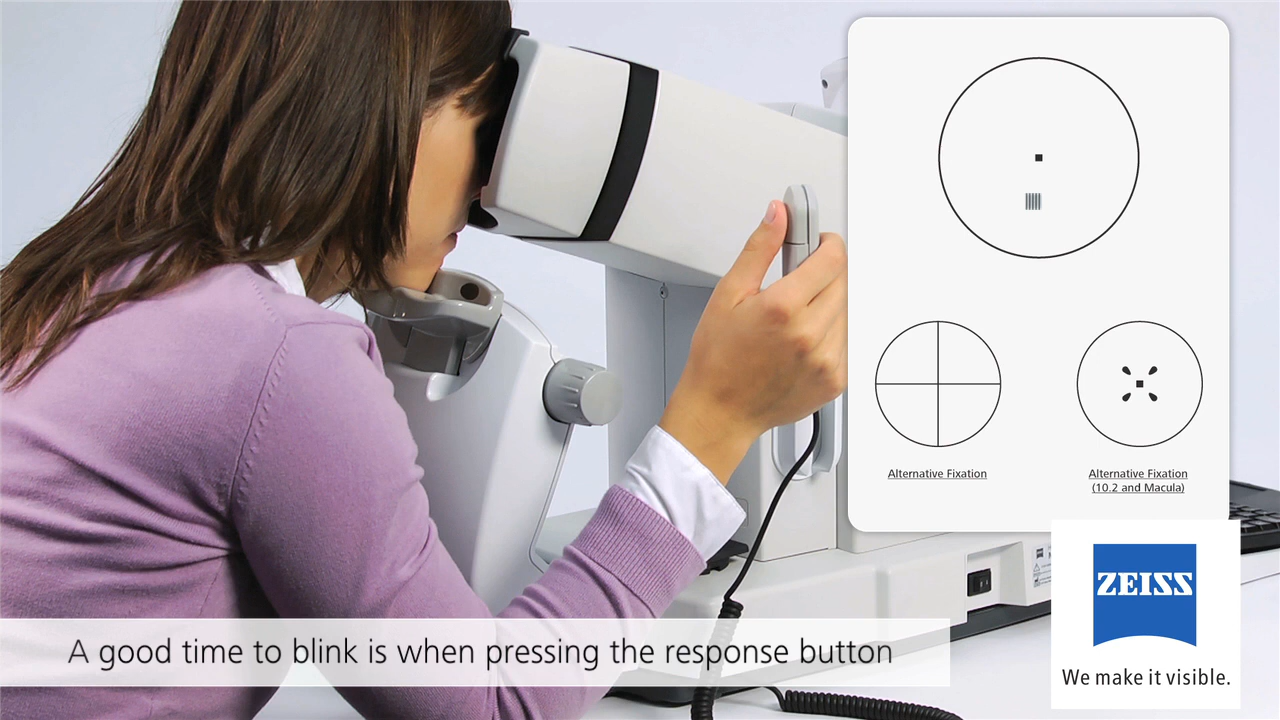 Alternative Fixation
Alternative Fixation
(10.2 and Macula)
A good time to blink is when pressing the response button
ZEISS
We make it visible.